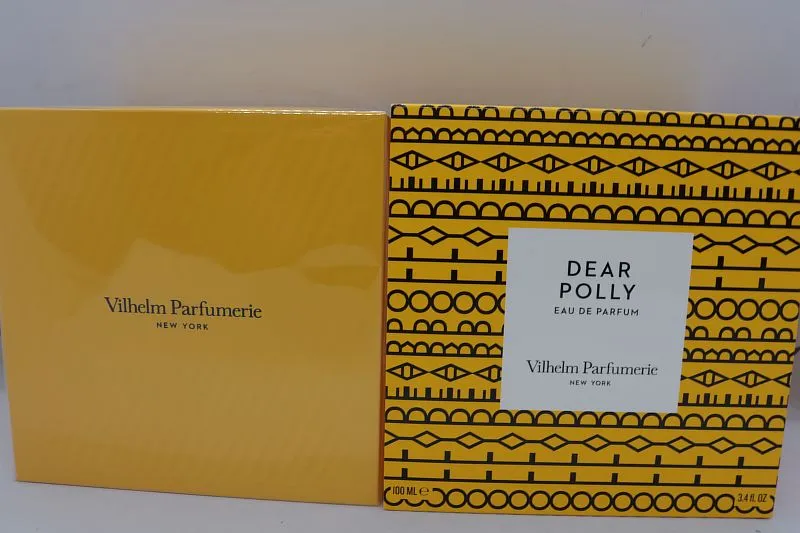 Vilhelm Parfumerie
NEW YORK
DEAR
POLLY
EAU DE PARFUM
Vilhelm Parfumerie
NEW YORK
100 ML ℮
3.4 fl. OZ